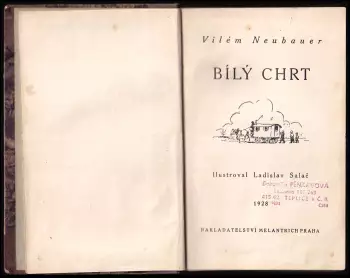 Vilém Neubauer
BÍLÝ CHRT
Ilustroval Ladislav Salač
1928
NAKLADATELSTVÍ MELANTRICH PRAHA